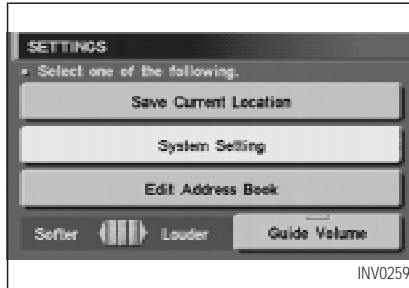 SETTINGS
Select one of the following.
Save Current Location
System Setting
Edit Address Book
Softer Louder Guide Volume
INV0259